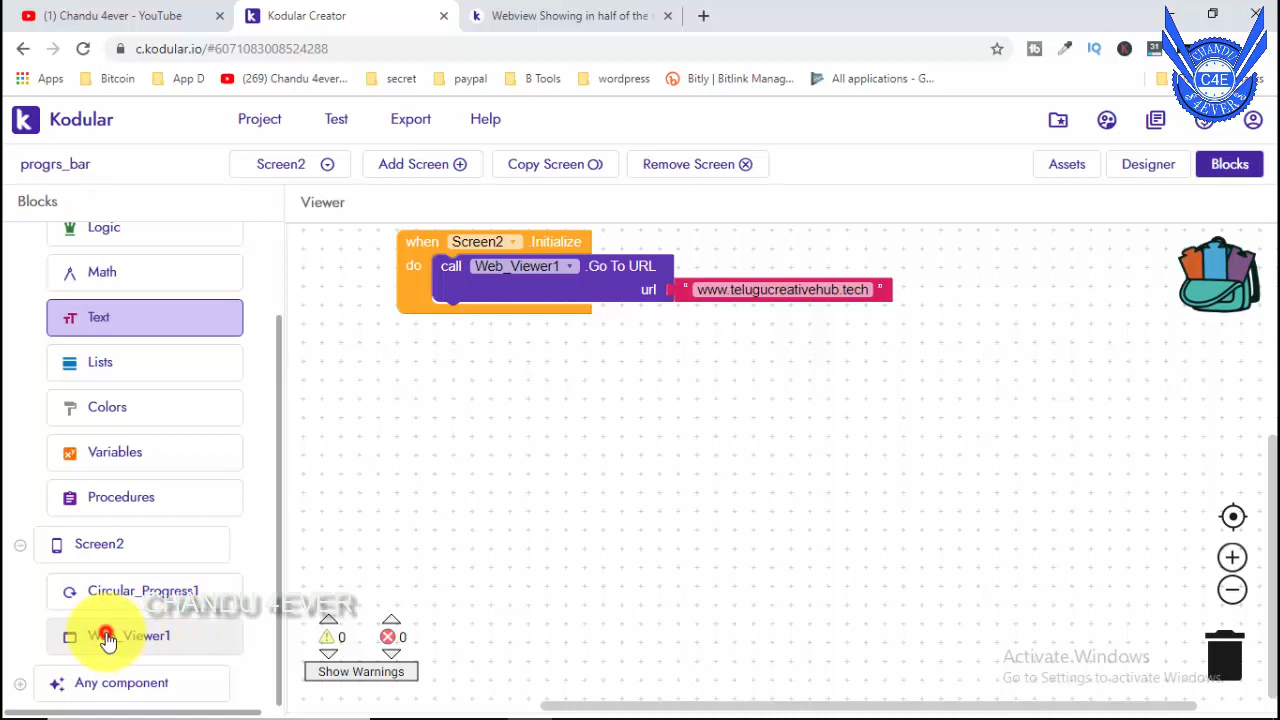 (1) Chandu 4ever - YouTube
Kodular Creator
Webview Showing in half of the s
c.kodular.io/#6071083008524288
Apps
Bitcoin
App D
(269) Chandu 4ever...
secret
paypal
B Tools
wordpress
Bitly | Bitlink Manag...
All applications - G...
CHANDU
C4E
4EVER
Kodular
Project
Test
Export
Help
progrs_bar
Screen2
Add Screen
Copy Screen
Remove Screen
Assets
Designer
Blocks
Blocks
Viewer
Logic
Math
Text
Lists
Colors
Variables
Procedures
Screen2
Circular_Progress1
CHANDU 4EVER
Viewer1
Any component
when Screen2 .Initialize
do call Web_Viewer1 .Go To URL
url " www.telugucreativehub.tech "
0 0
Show Warnings
Activate Windows
Go to Settings to activate Windows.